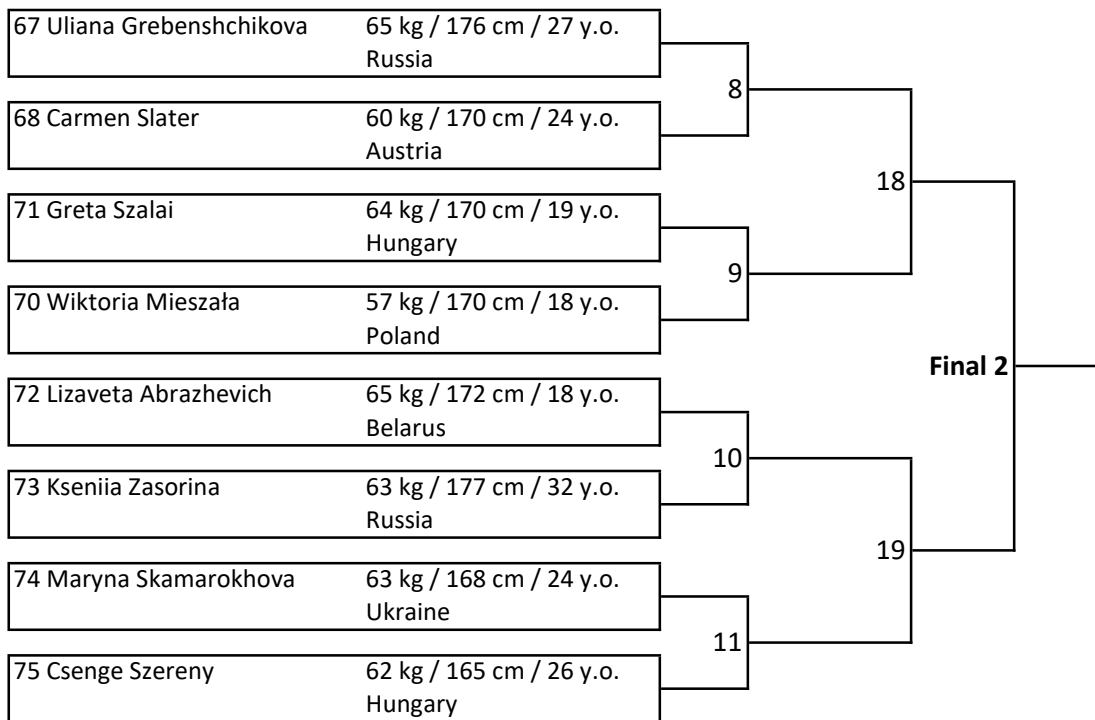 67 Uliana Grebenshchikova 65 kg / 176 cm / 27 y.o.
Russia
8
68 Carmen Slater 60 kg / 170 cm / 24 y.o.
Austria
18
71 Greta Szalai 64 kg / 170 cm / 19 y.o.
Hungary
9
70 Wiktoria Mieszała 57 kg / 170 cm / 18 y.o.
Poland
Final 2
72 Lizaveta Abrazhevich 65 kg / 172 cm / 18 y.o.
Belarus
10
73 Kseniia Zasorina 63 kg / 177 cm / 32 y.o.
Russia
19
74 Maryna Skamarokhova 63 kg / 168 cm / 24 y.o.
Ukraine
11
75 Csenge Szereny 62 kg / 165 cm / 26 y.o.
Hungary